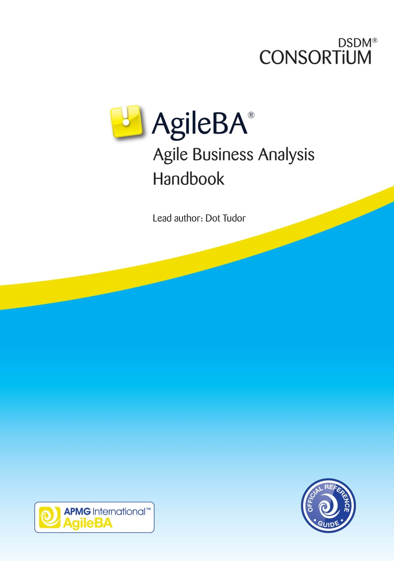 DSDM®
CONSORTiUM
AgileBA®
Agile Business Analysis
Handbook
Lead author: Dot Tudor
APMG International™
AgileBA
OFFICIAL REFERENCE
• GUIDE •